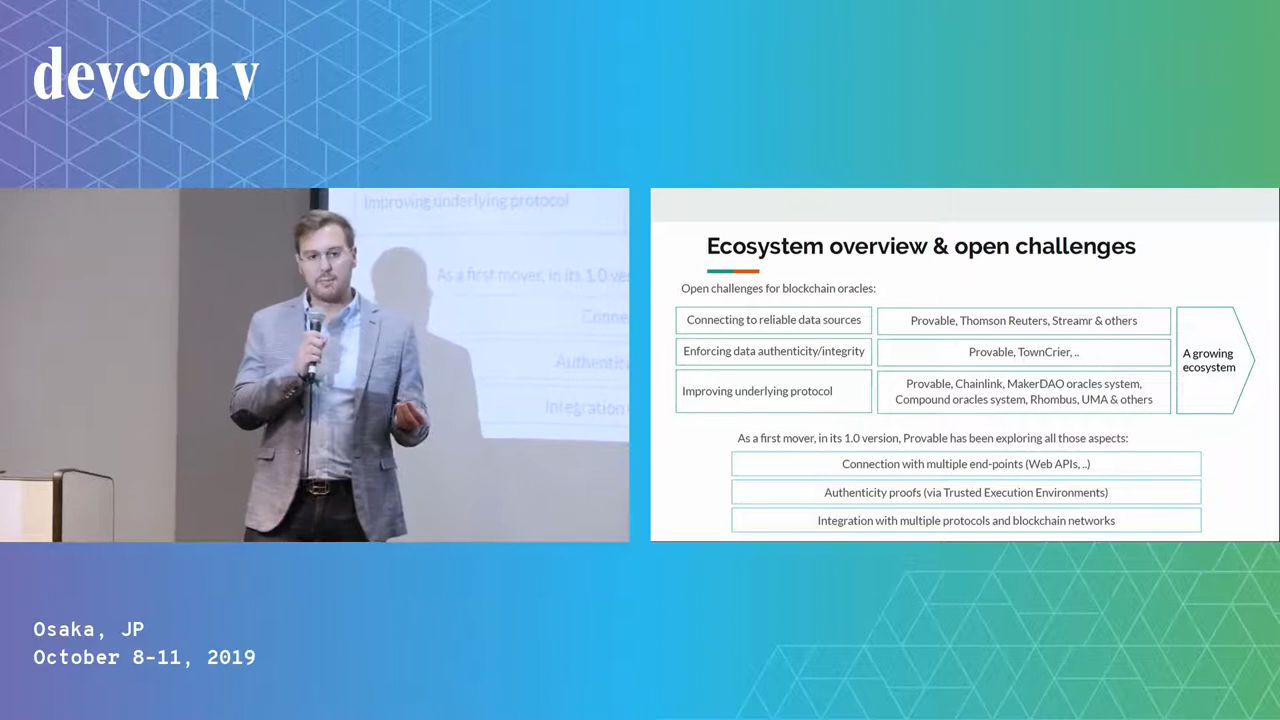 devcon v
Improving underlying protocol
As a first mover, in its 1.0 ver
Conne
Authentic
Integration
Ecosystem overview & open challenges
Open challenges for blockchain oracles:
Connecting to reliable data sources
Provable, Thomson Reuters, Streamr & others
Enforcing data authenticity/integrity
Provable, TownCrier, ..
Improving underlying protocol
Provable, Chainlink, MakerDAO oracles system,
Compound oracles system, Rhombus, UMA & others
A growing
ecosystem
As a first mover, in its 1.0 version, Provable has been exploring all those aspects:
Connection with multiple end-points (Web APIs, ..)
Authenticity proofs (via Trusted Execution Environments)
Integration with multiple protocols and blockchain networks
Osaka, JP
October 8-11, 2019